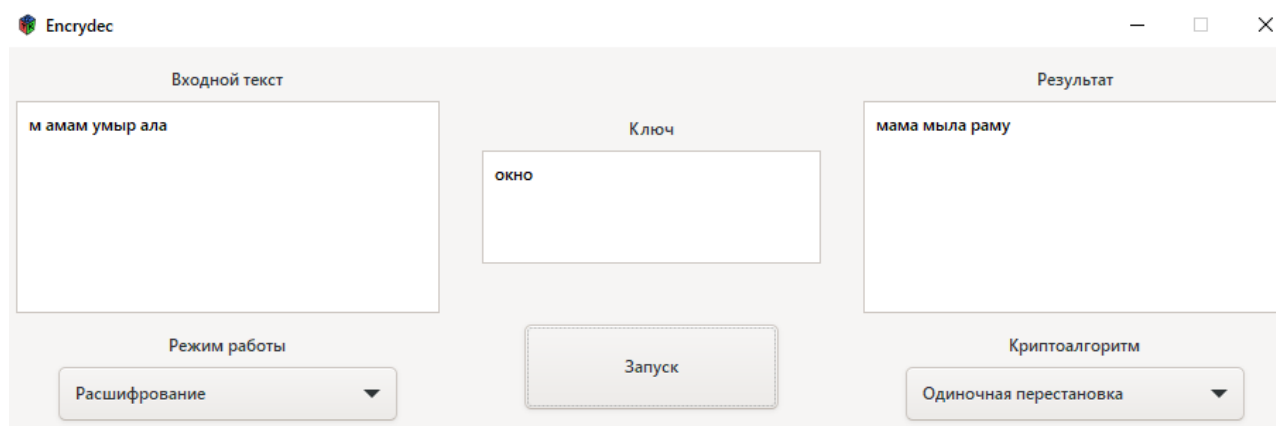 Encrydec
Входной текст
м амам умыр ала
Режим работы
Расшифрование
Ключ
окно
Запуск
Результат
мама мыла раму
Криптоалгоритм
Одиночная перестановка